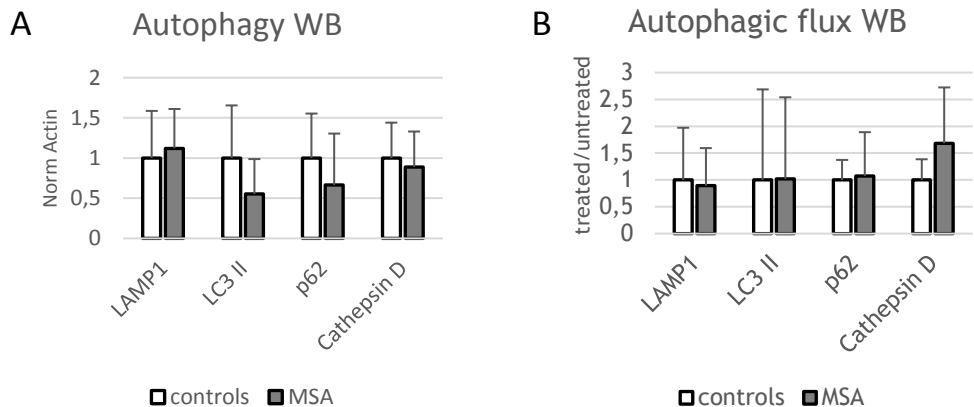 A
Autophagy WB
Norm Actin
2
1,5
1
0,5
0
LAMP1
LC3 II
p62
Cathepsin D
controls
MSA
B
Autophagic flux WB
treated/untreated
3
2,5
2
1,5
1
0,5
0
LAMP1
LC3 II
p62
Cathepsin D
controls
MSA